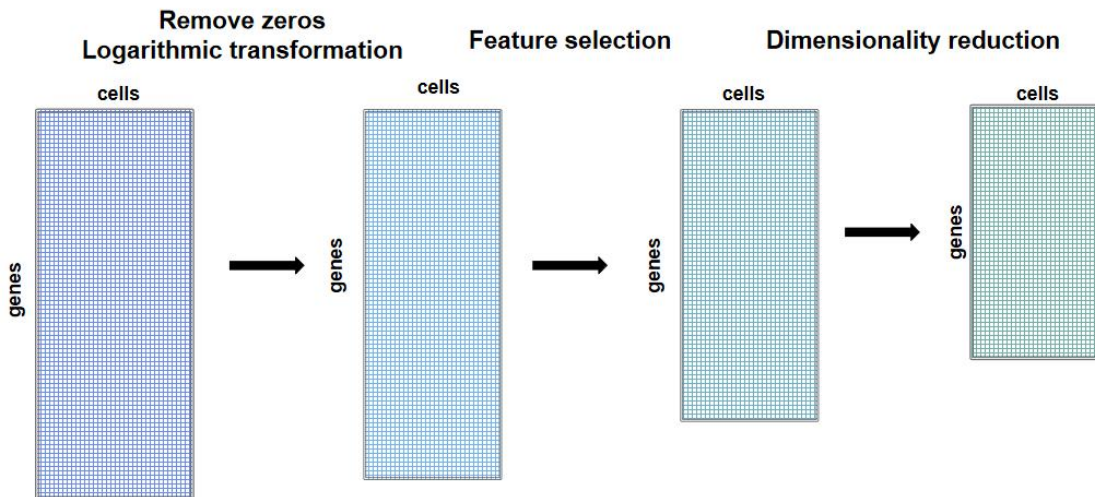 Remove zeros
Logarithmic transformation
Feature selection
Dimensionality reduction
cells
cells
cells
cells
genes
genes
genes
genes